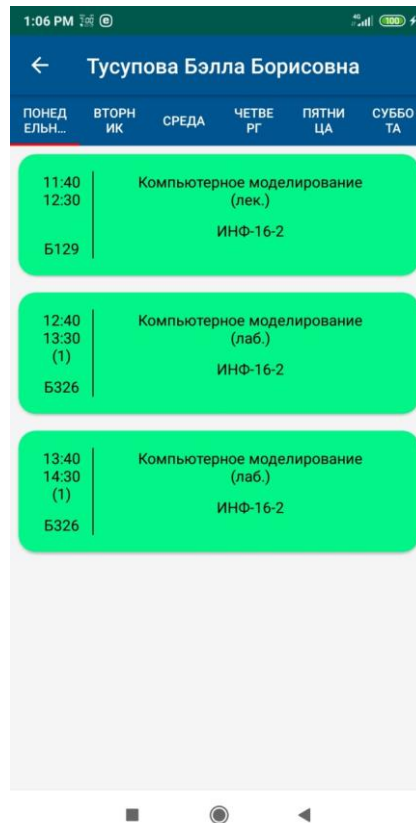 1:06 PM
4G
100
Тусупова Бэлла Борисовна
ПОНЕД
ЕЛЬН...
ВТОРН
ИК
СРЕДА
ЧЕТВЕ
РГ
ПЯТНИ
ЦА
СУББО
ТА
11:40
12:30
Б129
Компьютерное моделирование
(лек.)
ИНФ-16-2
12:40
13:30
(1)
Б326
Компьютерное моделирование
(лаб.)
ИНФ-16-2
13:40
14:30
(1)
Б326
Компьютерное моделирование
(лаб.)
ИНФ-16-2